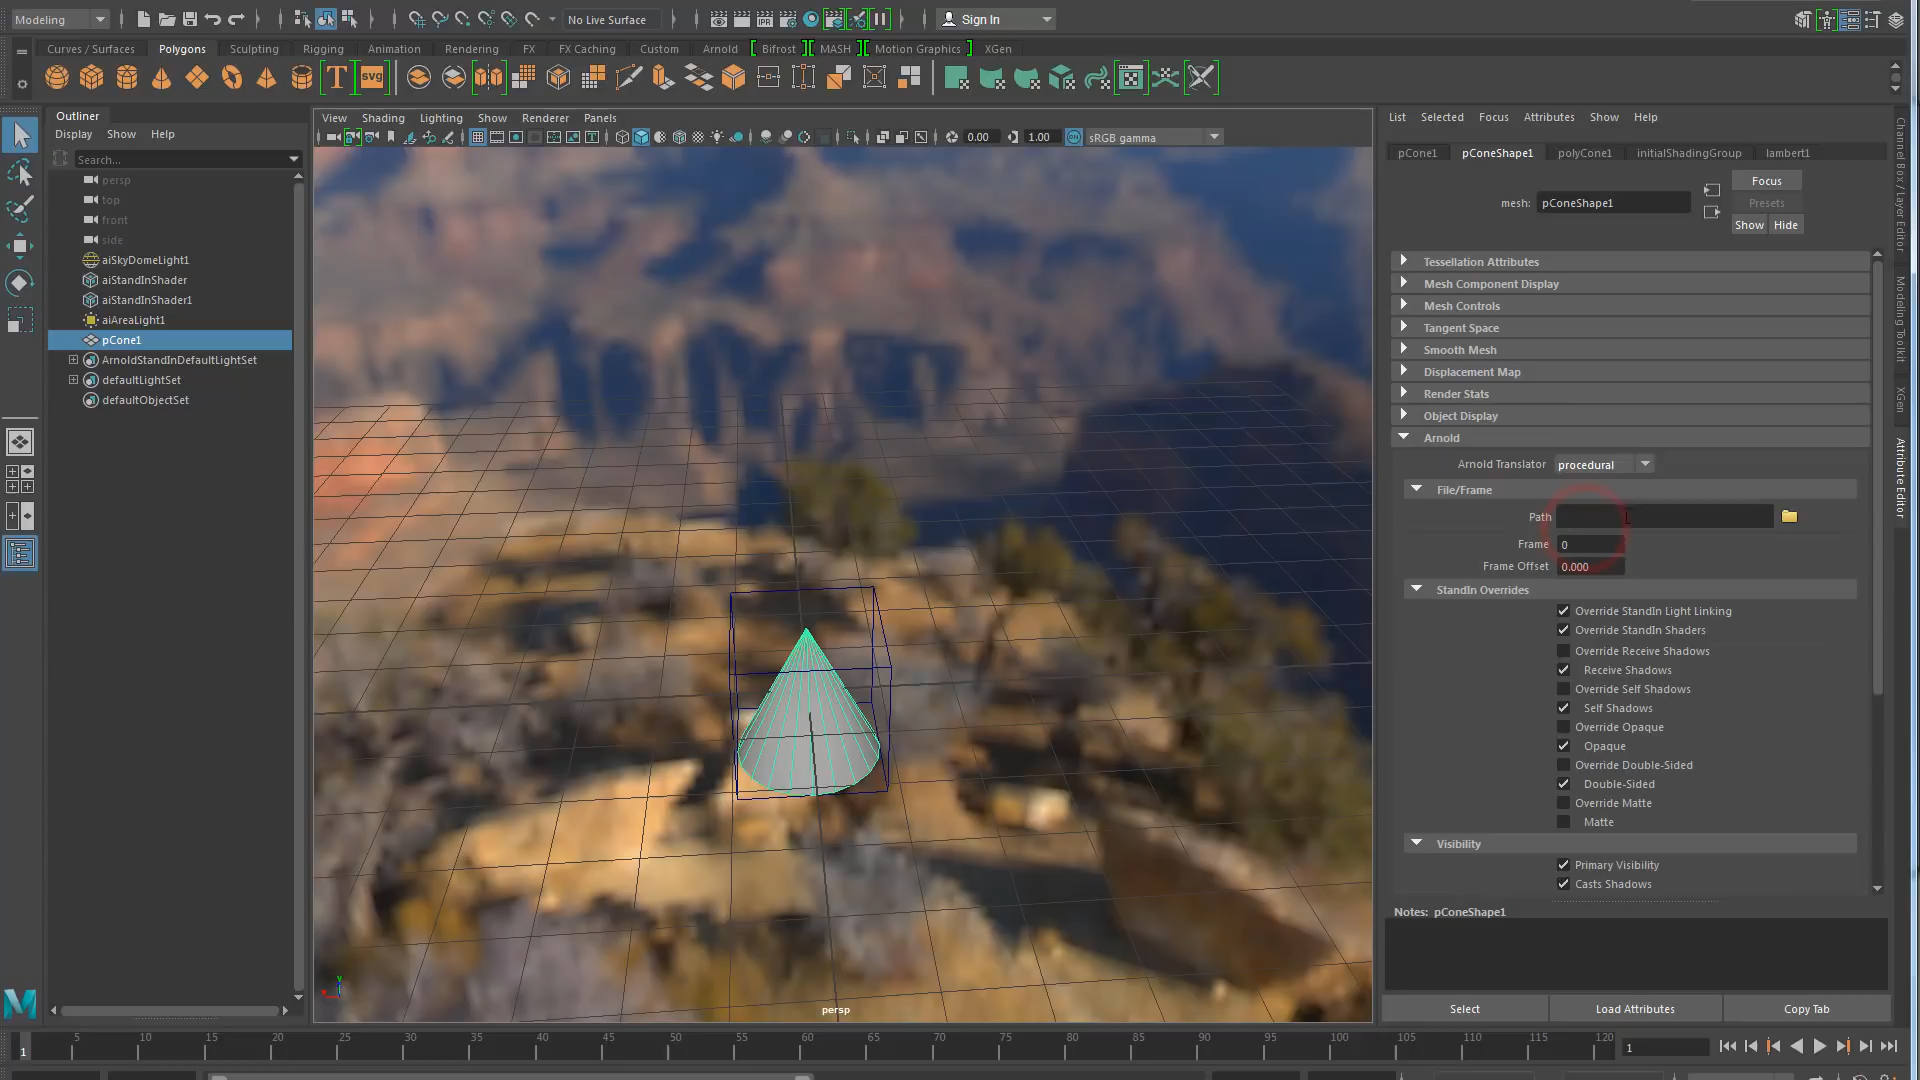 Modeling
No Live Surface
Sign In
Curves / Surfaces Polygons Sculpting Rigging Animation Rendering FX FX Caching Custom Arnold Bifrost MASH Motion Graphics XGen
T svg
IPR
Outliner
Display Show Help
Search...
persp
top
front
side
aiSkyDomeLight1
aiStandInShader
aiStandInShader1
aiAreaLight1
pCone1
ArnoldStandInDefaultLightSet
defaultLightSet
defaultObjectSet
View Shading Lighting Show Renderer Panels
0.00 1.00 ON sRGB gamma
persp
List Selected Focus Attributes Show Help
pCone1 pConeShape1 polyCone1 initialShadingGroup lambert1
mesh: pConeShape1
Focus
Presets
Show Hide
Tessellation Attributes
Mesh Component Display
Mesh Controls
Tangent Space
Smooth Mesh
Displacement Map
Render Stats
Object Display
Arnold
Arnold Translator procedural
File/Frame
Path
Frame 0
Frame Offset 0.000
StandIn Overrides
Override StandIn Light Linking
Override StandIn Shaders
Override Receive Shadows
Receive Shadows
Override Self Shadows
Self Shadows
Override Opaque
Opaque
Override Double-Sided
Double-Sided
Override Matte
Matte
Visibility
Primary Visibility
Casts Shadows
Notes: pConeShape1
Select Load Attributes Copy Tab
Channel Box / Layer Editor
Modeling Toolkit
XGen
Attribute Editor
1 5 10 15 20 25 30 35 40 45 50 55 60 65 70 75 80 85 90 95 100 105 110 115 120 1